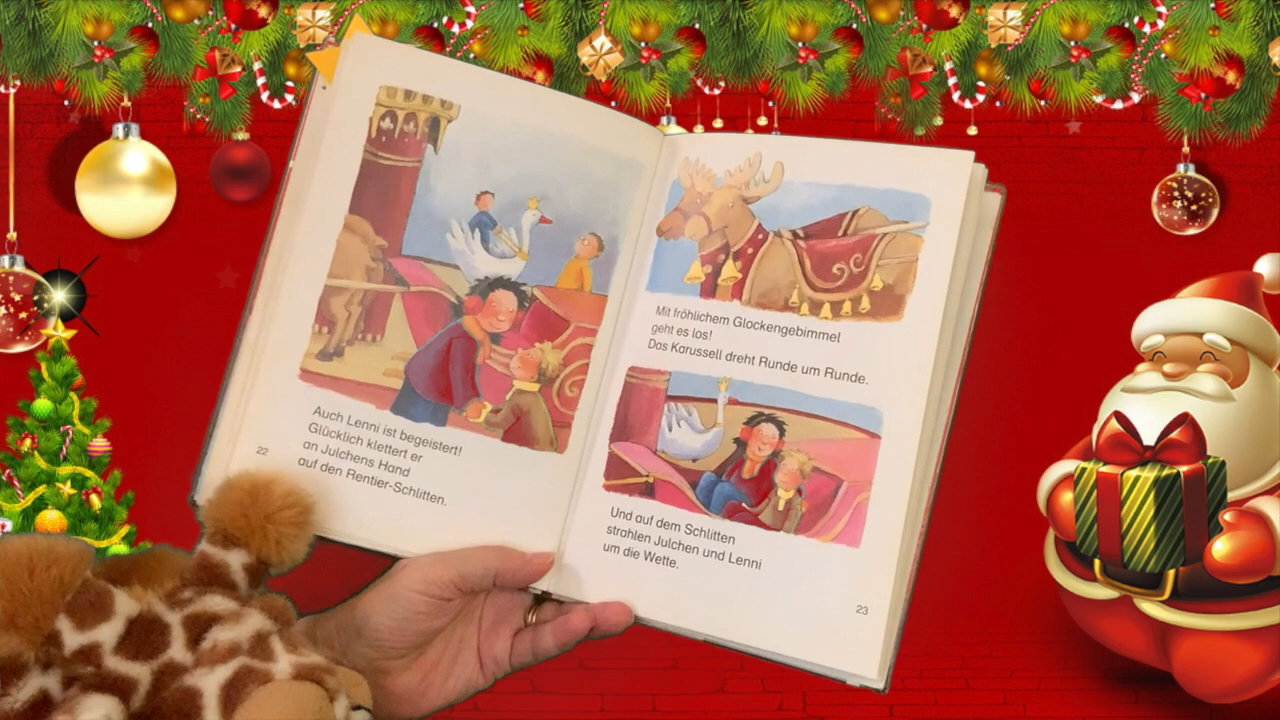 Auch Lenni ist begeistert!
Glücklich klettert er
an Julchens Hand
auf den Rentier-Schlitten.
22
Mit fröhlichem Glockengebimmel
geht es los!
Das Karussell dreht Runde um Runde.
Und auf dem Schlitten
strahlen Julchen und Lenni
um die Wette.
23